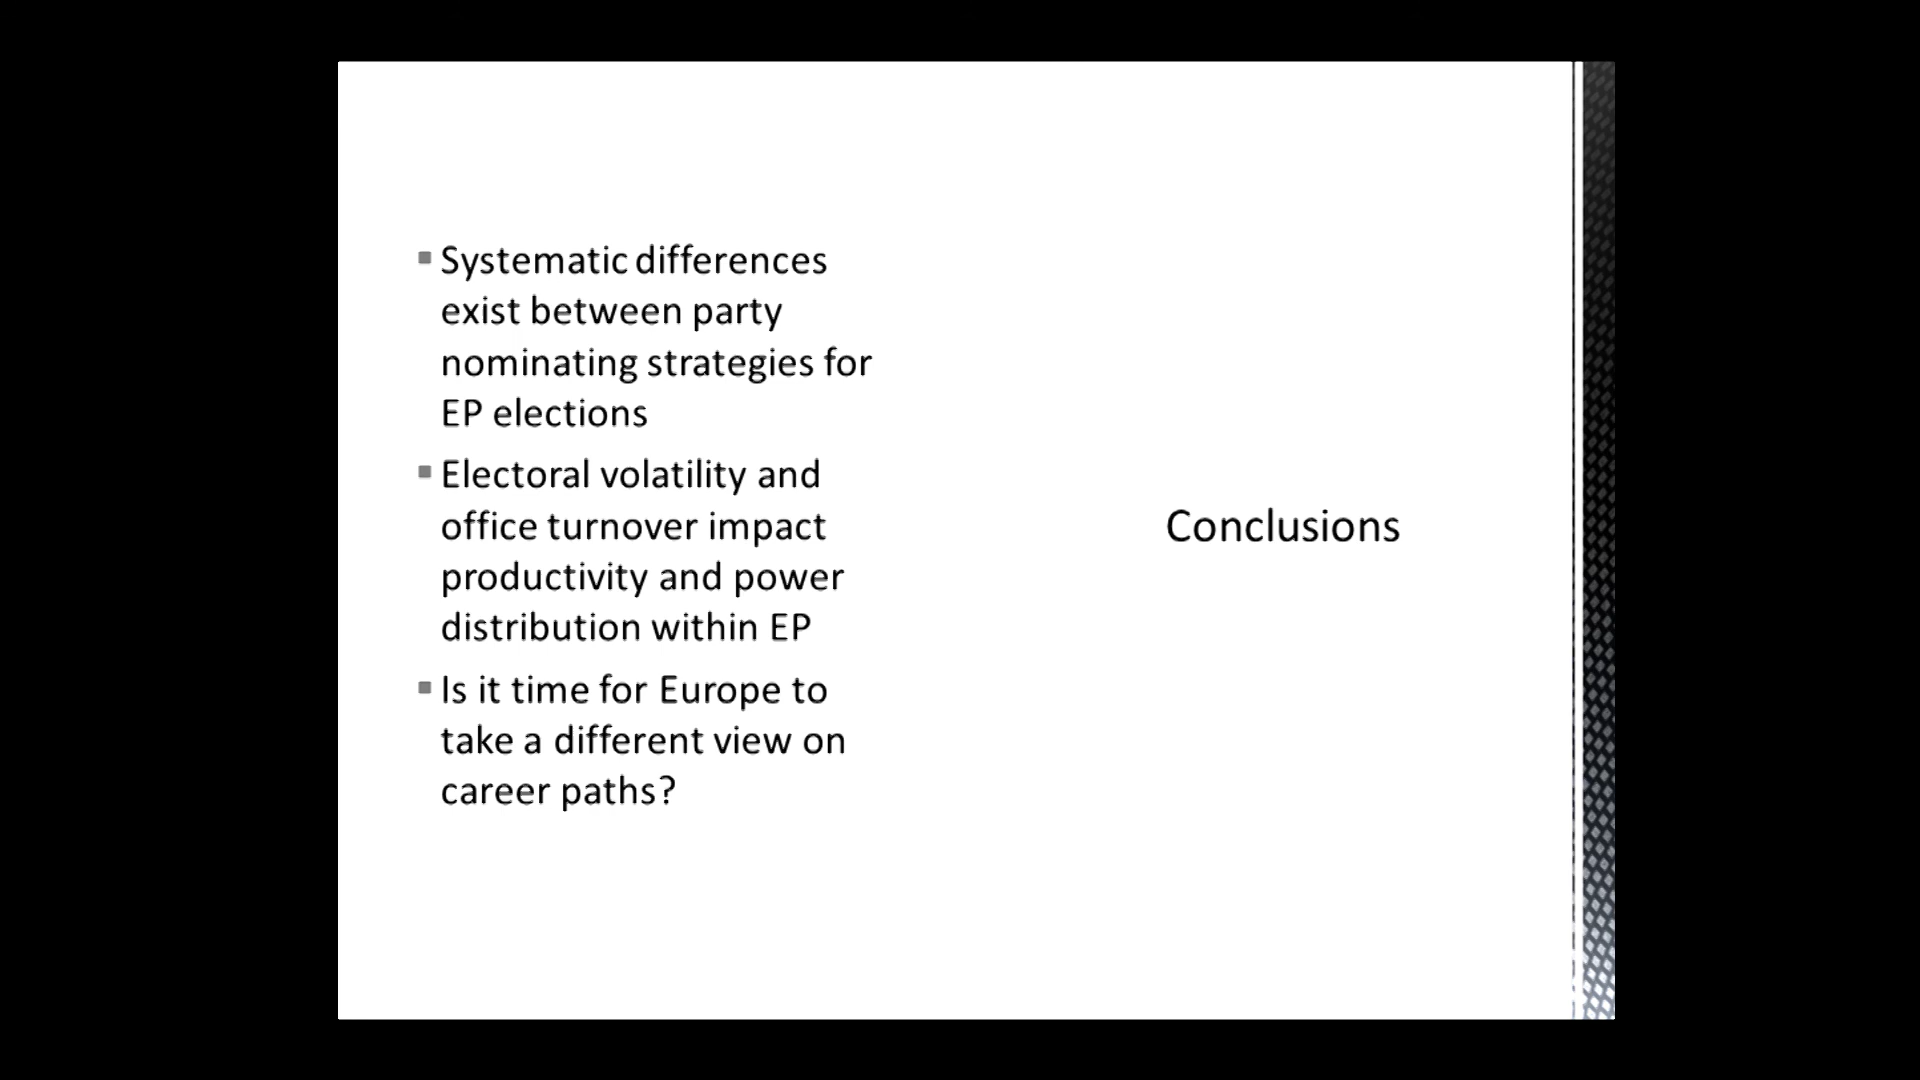 Systematic differences
exist between party
nominating strategies for
EP elections
Electoral volatility and
office turnover impact
productivity and power
distribution within EP
Is it time for Europe to
take a different view on
career paths?
Conclusions